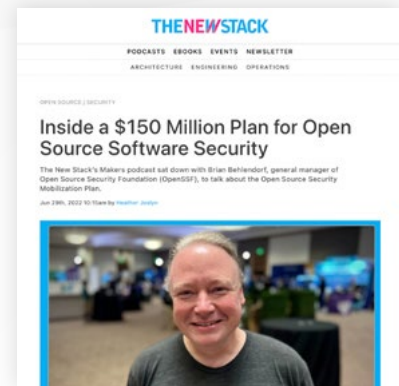 THENEWSTACK
PODCASTS EBOOKS EVENTS NEWSLETTER
ARCHITECTURE ENGINEERING OPERATIONS
OPEN SOURCE | SECURITY
Inside a $150 Million Plan for Open
Source Software Security
The New Stack's Makers podcast sat down with Brian Behlendorf, general manager of
Open Source Security Foundation (OpenSSF), to talk about the Open Source Security
Mobilization Plan.
Jun 29th, 2022 10:15am by Heather Joslyn